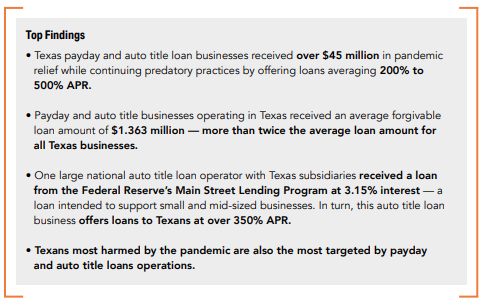 Top Findings
• Texas payday and auto title loan businesses received over $45 million in pandemic
relief while continuing predatory practices by offering loans averaging 200% to
500% APR.
• Payday and auto title businesses operating in Texas received an average forgivable
loan amount of $1.363 million — more than twice the average loan amount for
all Texas businesses.
• One large national auto title loan operator with Texas subsidiaries received a loan
from the Federal Reserve's Main Street Lending Program at 3.15% interest — a
loan intended to support small and mid-sized businesses. In turn, this auto title loan
business offers loans to Texans at over 350% APR.
• Texans most harmed by the pandemic are also the most targeted by payday
and auto title loans operations.